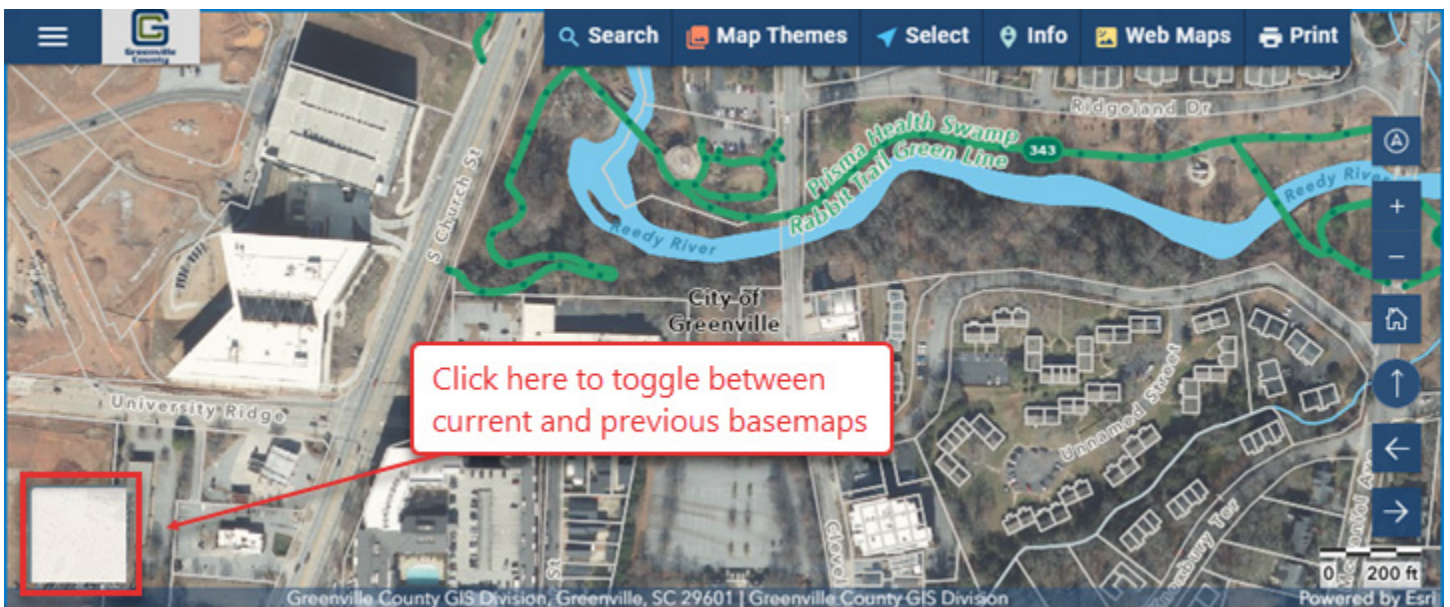 Greenville
County
Search
Map Themes
Select
Info
Web Maps
Print
Ridgeland Dr
Prisma Health Swamp
Rabbit Trail Green Line
343
S Church St
Reedy River
Reedy River
City of
Greenville
Click here to toggle between
current and previous basemaps
University Ridge
Unnamed Street
St
0 200 ft
Greenville County GIS Division, Greenville, SC 29601 | Greenville County GIS Division
Powered by Esri